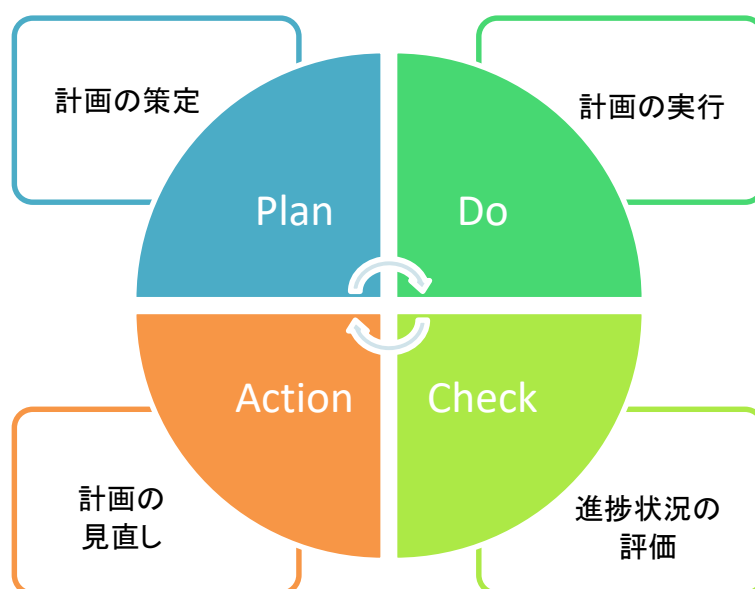 計画の策定
計画の実行
Plan
Do
Action
Check
計画の
見直し
進捗状況の
評価